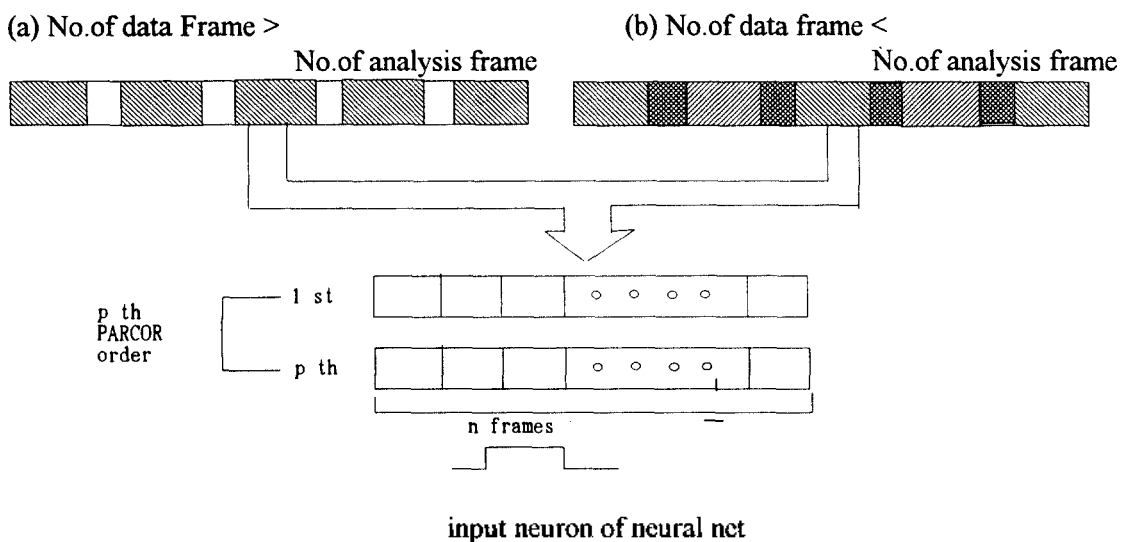 (a) No.of data Frame >
No.of analysis frame
(b) No.of data frame <
No.of analysis frame
p th
PARCOR
order
1 st
p th
n frames
input neuron of neural net